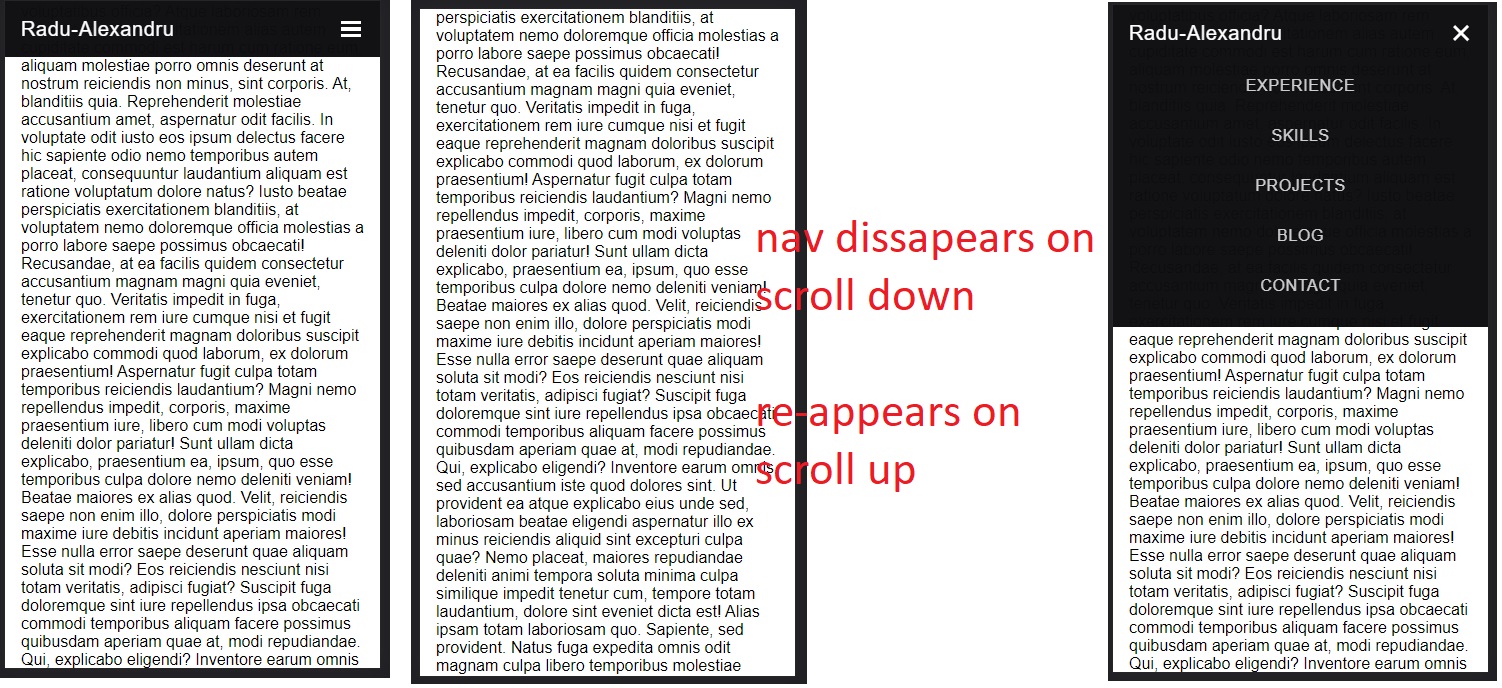 Radu-Alexandru
aliquam molestiae porro omnis deserunt at
nostrum reiciendis non minus, sint corporis. At,
blanditiis quia. Reprehenderit molestiae
accusantium amet, aspernatur odit facilis. In
voluptate odit iusto eos ipsum delectus facere
hic sapiente odio nemo temporibus autem
placeat, consequuntur laudantium aliquam est
ratione voluptatum dolore natus? Iusto beatae
perspiciatis exercitationem blanditiis, at
voluptatem nemo doloremque officia molestias a
porro labore saepe possimus obcaecati!
Recusandae, at ea facilis quidem consectetur
accusantium magnam magni quia eveniet,
tenetur quo. Veritatis impedit in fuga,
exercitationem rem iure cumque nisi et fugit
eaque reprehenderit magnam doloribus suscipit
explicabo commodi quod laborum, ex dolorum
praesentium! Aspernatur fugit culpa totam
temporibus reiciendis laudantium? Magni nemo
repellendus impedit, corporis, maxime
praesentium iure, libero cum modi voluptas
deleniti dolor pariatur! Sunt ullam dicta
explicabo, praesentium ea, ipsum, quo esse
temporibus culpa dolore nemo deleniti veniam!
Beatae maiores ex alias quod. Velit, reiciendis
saepe non enim illo, dolore perspiciatis modi
maxime iure debitis incidunt aperiam maiores!
Esse nulla error saepe deserunt quae aliquam
soluta sit modi? Eos reiciendis nesciunt nisi
totam veritatis, adipisci fugiat? Suscipit fuga
doloremque sint iure repellendus ipsa obcaecati
commodi temporibus aliquam facere possimus
quibusdam aperiam quae at, modi repudiandae.
Qui, explicabo eligendi? Inventore earum omnis
perspiciatis exercitationem blanditiis, at
voluptatem nemo doloremque officia molestias a
porro labore saepe possimus obcaecati!
Recusandae, at ea facilis quidem consectetur
accusantium magnam magni quia eveniet,
tenetur quo. Veritatis impedit in fuga,
exercitationem rem iure cumque nisi et fugit
eaque reprehenderit magnam doloribus suscipit
explicabo commodi quod laborum, ex dolorum
praesentium! Aspernatur fugit culpa totam
temporibus reiciendis laudantium? Magni nemo
repellendus impedit, corporis, maxime
praesentium iure, libero cum modi voluptas
deleniti dolor pariatur! Sunt ullam dicta
explicabo, praesentium ea, ipsum, quo esse
temporibus culpa dolore nemo deleniti veniam!
Beatae maiores ex alias quod. Velit, reiciendis
saepe non enim illo, dolore perspiciatis modi
maxime iure debitis incidunt aperiam maiores!
Esse nulla error saepe deserunt quae aliquam
soluta sit modi? Eos reiciendis nesciunt nisi
totam veritatis, adipisci fugiat? Suscipit fuga
doloremque sint iure repellendus ipsa obcaecati
commodi temporibus aliquam facere possimus
quibusdam aperiam quae at, modi repudiandae.
Qui, explicabo eligendi? Inventore earum omnis
sed accusantium iste quod dolores sint. Ut
provident ea atque explicabo eius unde sed,
laboriosam beatae eligendi aspernatur illo ex
minus reiciendis aliquid sint excepturi culpa
quae? Nemo placeat, maiores repudiandae
deleniti animi tempora soluta minima culpa
similique impedit tenetur cum, tempore totam
laudantium, dolore sint eveniet dicta est! Alias
ipsam totam laboriosam quo. Sapiente, sed
provident. Natus fuga expedita omnis odit
magnam culpa libero temporibus molestiae
nav dissapears on
scroll down
re-appears on
scroll up
Radu-Alexandru
EXPERIENCE
SKILLS
PROJECTS
BLOG
CONTACT
eaque reprehenderit magnam doloribus suscipit
explicabo commodi quod laborum, ex dolorum
praesentium! Aspernatur fugit culpa totam
temporibus reiciendis laudantium? Magni nemo
repellendus impedit, corporis, maxime
praesentium iure, libero cum modi voluptas
deleniti dolor pariatur! Sunt ullam dicta
explicabo, praesentium ea, ipsum, quo esse
temporibus culpa dolore nemo deleniti veniam!
Beatae maiores ex alias quod. Velit, reiciendis
saepe non enim illo, dolore perspiciatis modi
maxime iure debitis incidunt aperiam maiores!
Esse nulla error saepe deserunt quae aliquam
soluta sit modi? Eos reiciendis nesciunt nisi
totam veritatis, adipisci fugiat? Suscipit fuga
doloremque sint iure repellendus ipsa obcaecati
commodi temporibus aliquam facere possimus
quibusdam aperiam quae at, modi repudiandae.
Qui, explicabo eligendi? Inventore earum omnis